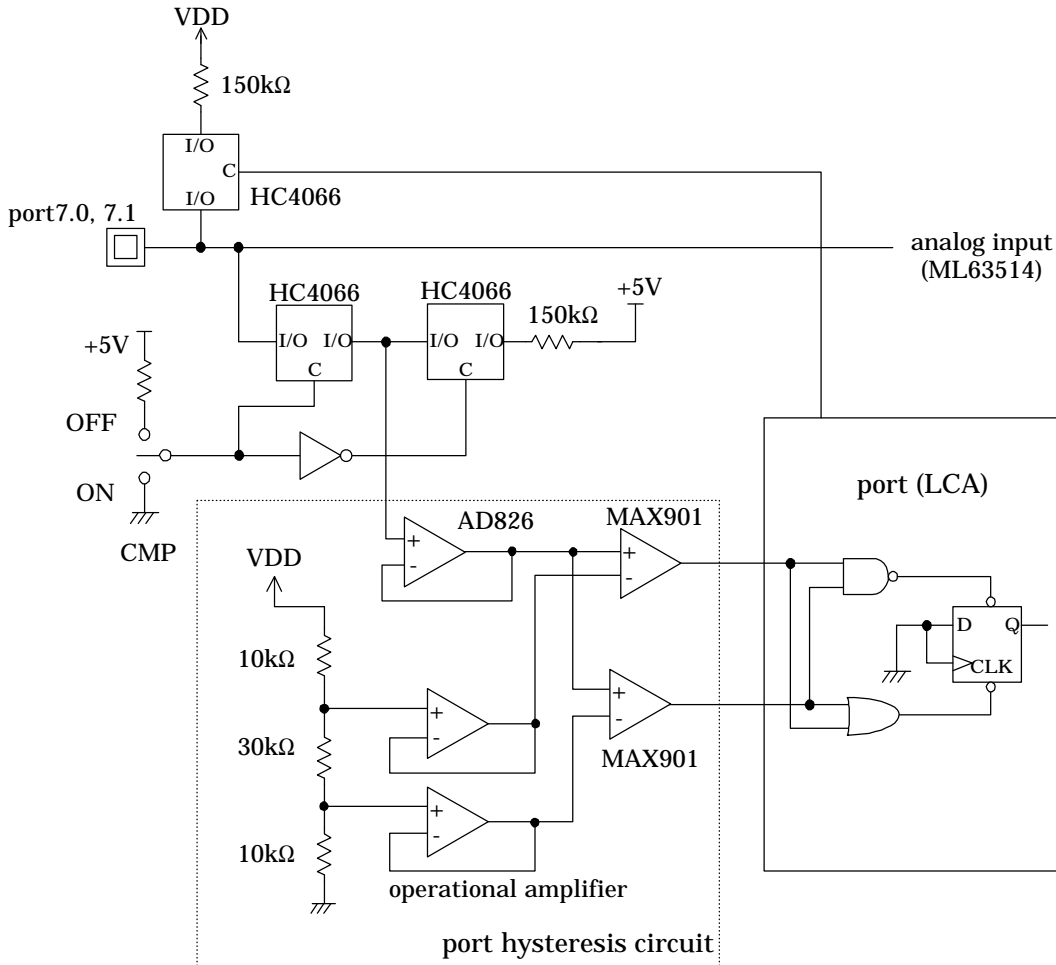 VDD
150kΩ
I/O
C
I/O
HC4066
port7.0, 7.1
analog input
(ML63514)
HC4066
HC4066
+5V
150kΩ
I/O
I/O
C
I/O
I/O
C
+5V
OFF
ON
CMP
port (LCA)
AD826
MAX901
+
-
+
-
VDD
D
Q
CLK
10kΩ
+
-
+
-
30kΩ
MAX901
+
-
10kΩ
operational amplifier
port hysteresis circuit